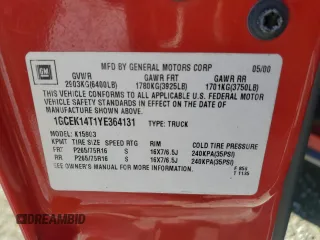 GM
MFD BY GENERAL MOTORS CORP 05/00
GVWR GAWR FRT GAWR RR
2903KG(6400LB) 1780KG(3925LB) 1701KG(3750LB)
THIS VEHICLE CONFORMS TO ALL APPLICABLE U.S. FEDERAL MOTOR
VEHICLE SAFETY STANDARDS IN EFFECT ON THE DATE OF
MANUFACTURE SHOWN ABOVE.
1GCEK14T1YE364131 TYPE: TRUCK
MODEL: K15903
KPMT TIRE SIZE SPEED RTG RIM COLD TIRE PRESSURE
FRT P265/75R16 16X7/6.5J 240KPA(35PSI)
RR P265/75R16 16X7/6.5J 240KPA(35PSI)
SEE OWNER'S MANUAL FOR ADDITIONAL INFORMATION.
DREAMBID